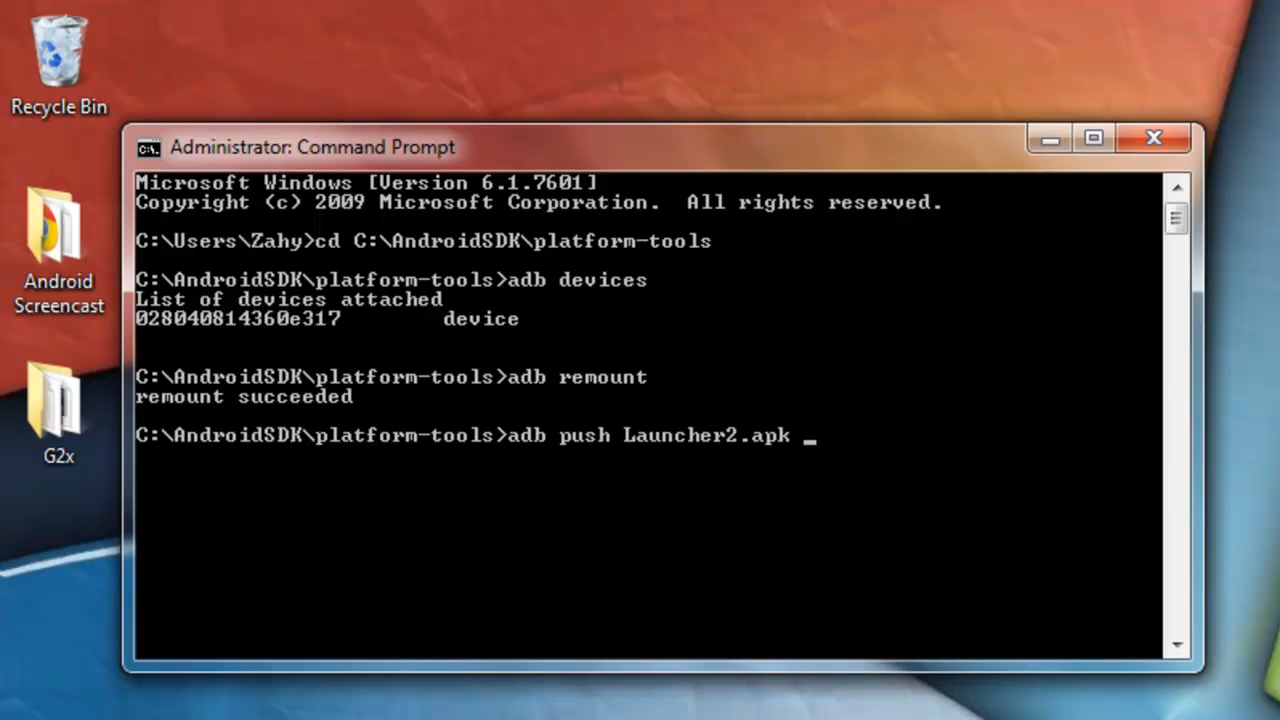 Recycle Bin
Android
Screencast
G2x
Administrator: Command Prompt
Microsoft Windows [Version 6.1.7601]
Copyright (c) 2009 Microsoft Corporation.  All rights reserved.
C:\Users\Zahy>cd C:\AndroidSDK\platform-tools
C:\AndroidSDK\platform-tools>adb devices
List of devices attached
028040814360e317        device
C:\AndroidSDK\platform-tools>adb remount
remount succeeded
C:\AndroidSDK\platform-tools>adb push Launcher2.apk _